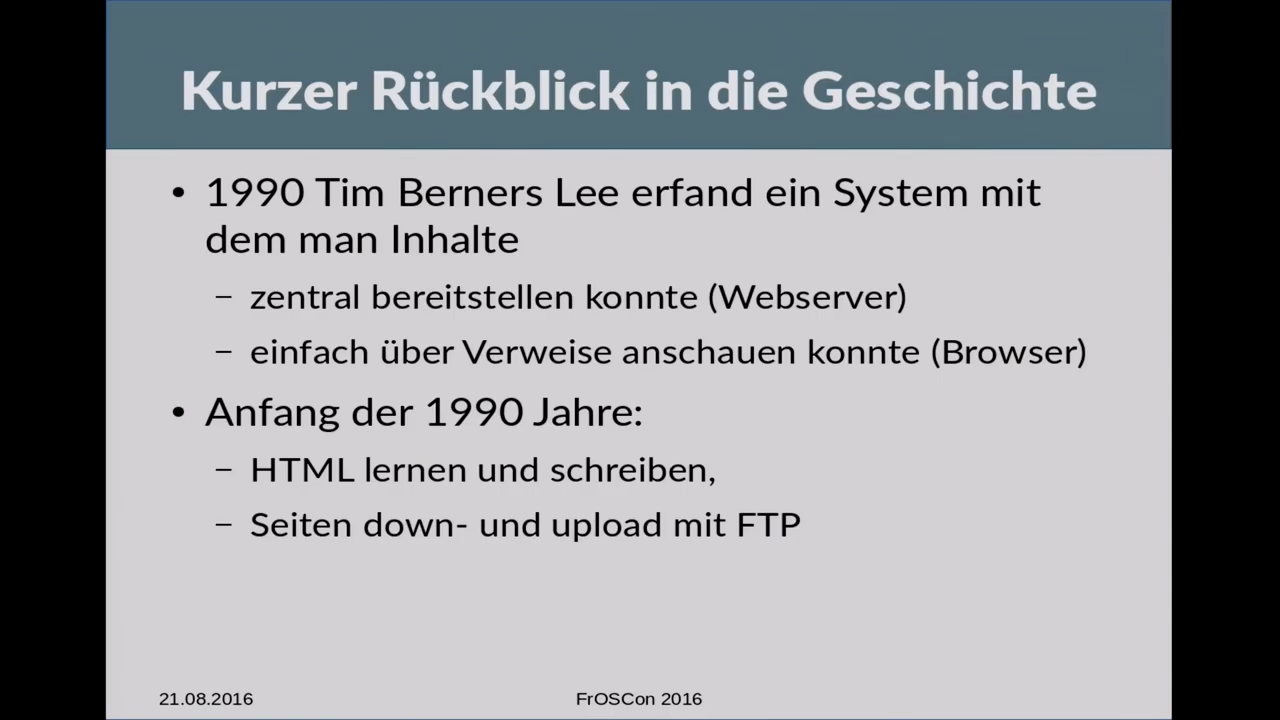 Kurzer Rückblick in die Geschichte
• 1990 Tim Berners Lee erfand ein System mit
dem man Inhalte
– zentral bereitstellen konnte (Webserver)
– einfach über Verweise anschauen konnte (Browser)
• Anfang der 1990 Jahre:
– HTML lernen und schreiben,
– Seiten down- und upload mit FTP
21.08.2016
FrOSCon 2016